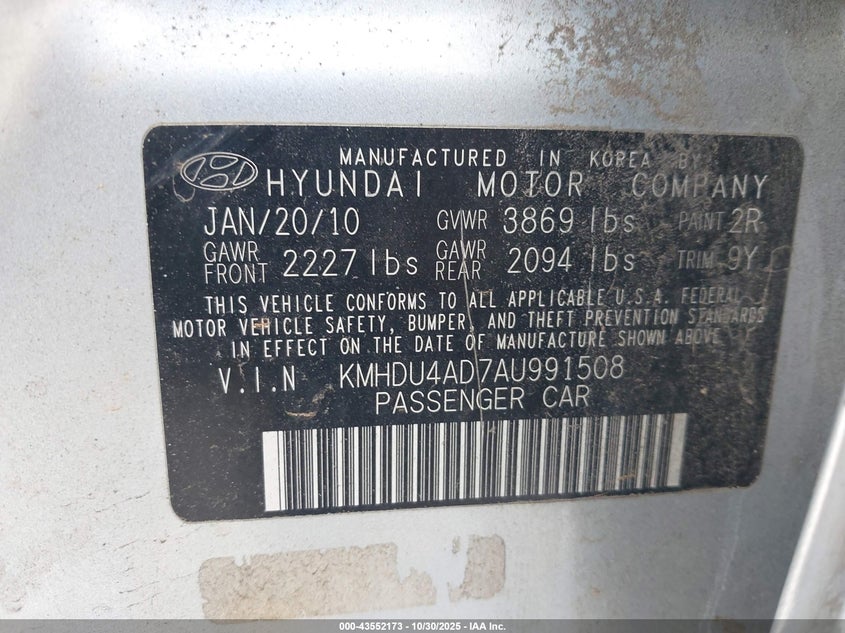 MANUFACTURED IN KOREA BY
HYUNDAI MOTOR COMPANY
JAN/20/10 GVWR 3869 lbs PAINT 2R
GAWR FRONT 2227 lbs GAWR REAR 2094 lbs TRIM 9Y
THIS VEHICLE CONFORMS TO ALL APPLICABLE U.S.A. FEDERAL
MOTOR VEHICLE SAFETY, BUMPER, AND THEFT PREVENTION STANDARDS
IN EFFECT ON THE DATE OF MANUFACTURE SHOWN ABOVE
V.I.N KMHDU4AD7AU991508
PASSENGER CAR
000-43552173 - 10/30/2025 - IAA Inc.